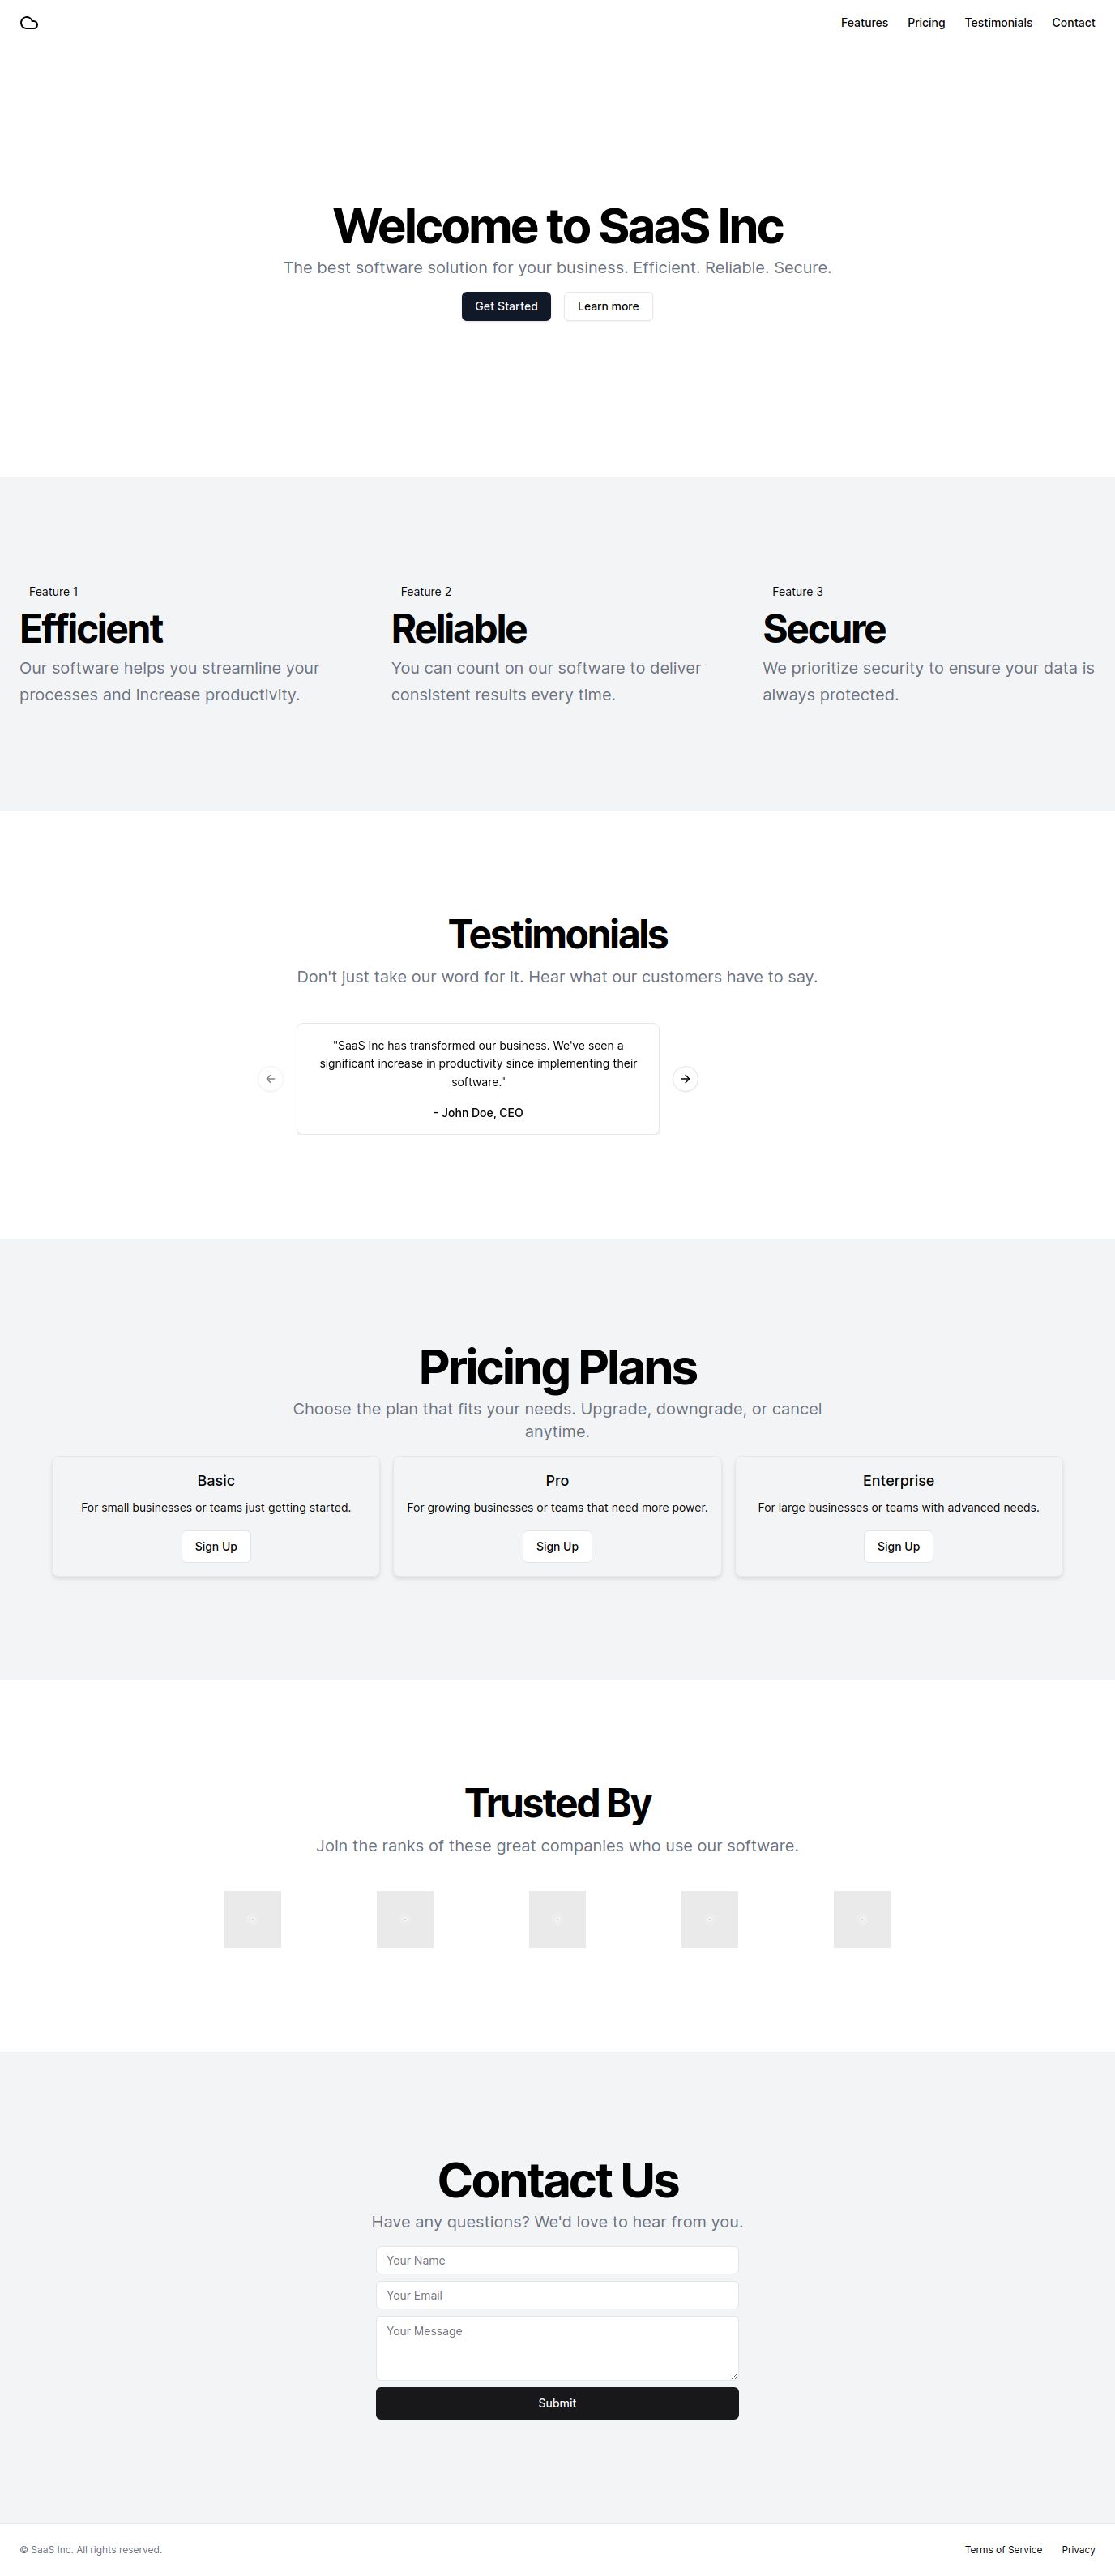 Features Pricing Testimonials Contact
Welcome to SaaS Inc
The best software solution for your business. Efficient. Reliable. Secure.
Get Started Learn more
Feature 1
Efficient
Our software helps you streamline your
processes and increase productivity.
Feature 2
Reliable
You can count on our software to deliver
consistent results every time.
Feature 3
Secure
We prioritize security to ensure your data is
always protected.
Testimonials
Don't just take our word for it. Hear what our customers have to say.
"SaaS Inc has transformed our business. We've seen a
significant increase in productivity since implementing their
software."
- John Doe, CEO
Pricing Plans
Choose the plan that fits your needs. Upgrade, downgrade, or cancel
anytime.
Basic
For small businesses or teams just getting started.
Sign Up
Pro
For growing businesses or teams that need more power.
Sign Up
Enterprise
For large businesses or teams with advanced needs.
Sign Up
Trusted By
Join the ranks of these great companies who use our software.
Contact Us
Have any questions? We'd love to hear from you.
Your Name
Your Email
Your Message
Submit
© SaaS Inc. All rights reserved.
Terms of Service Privacy